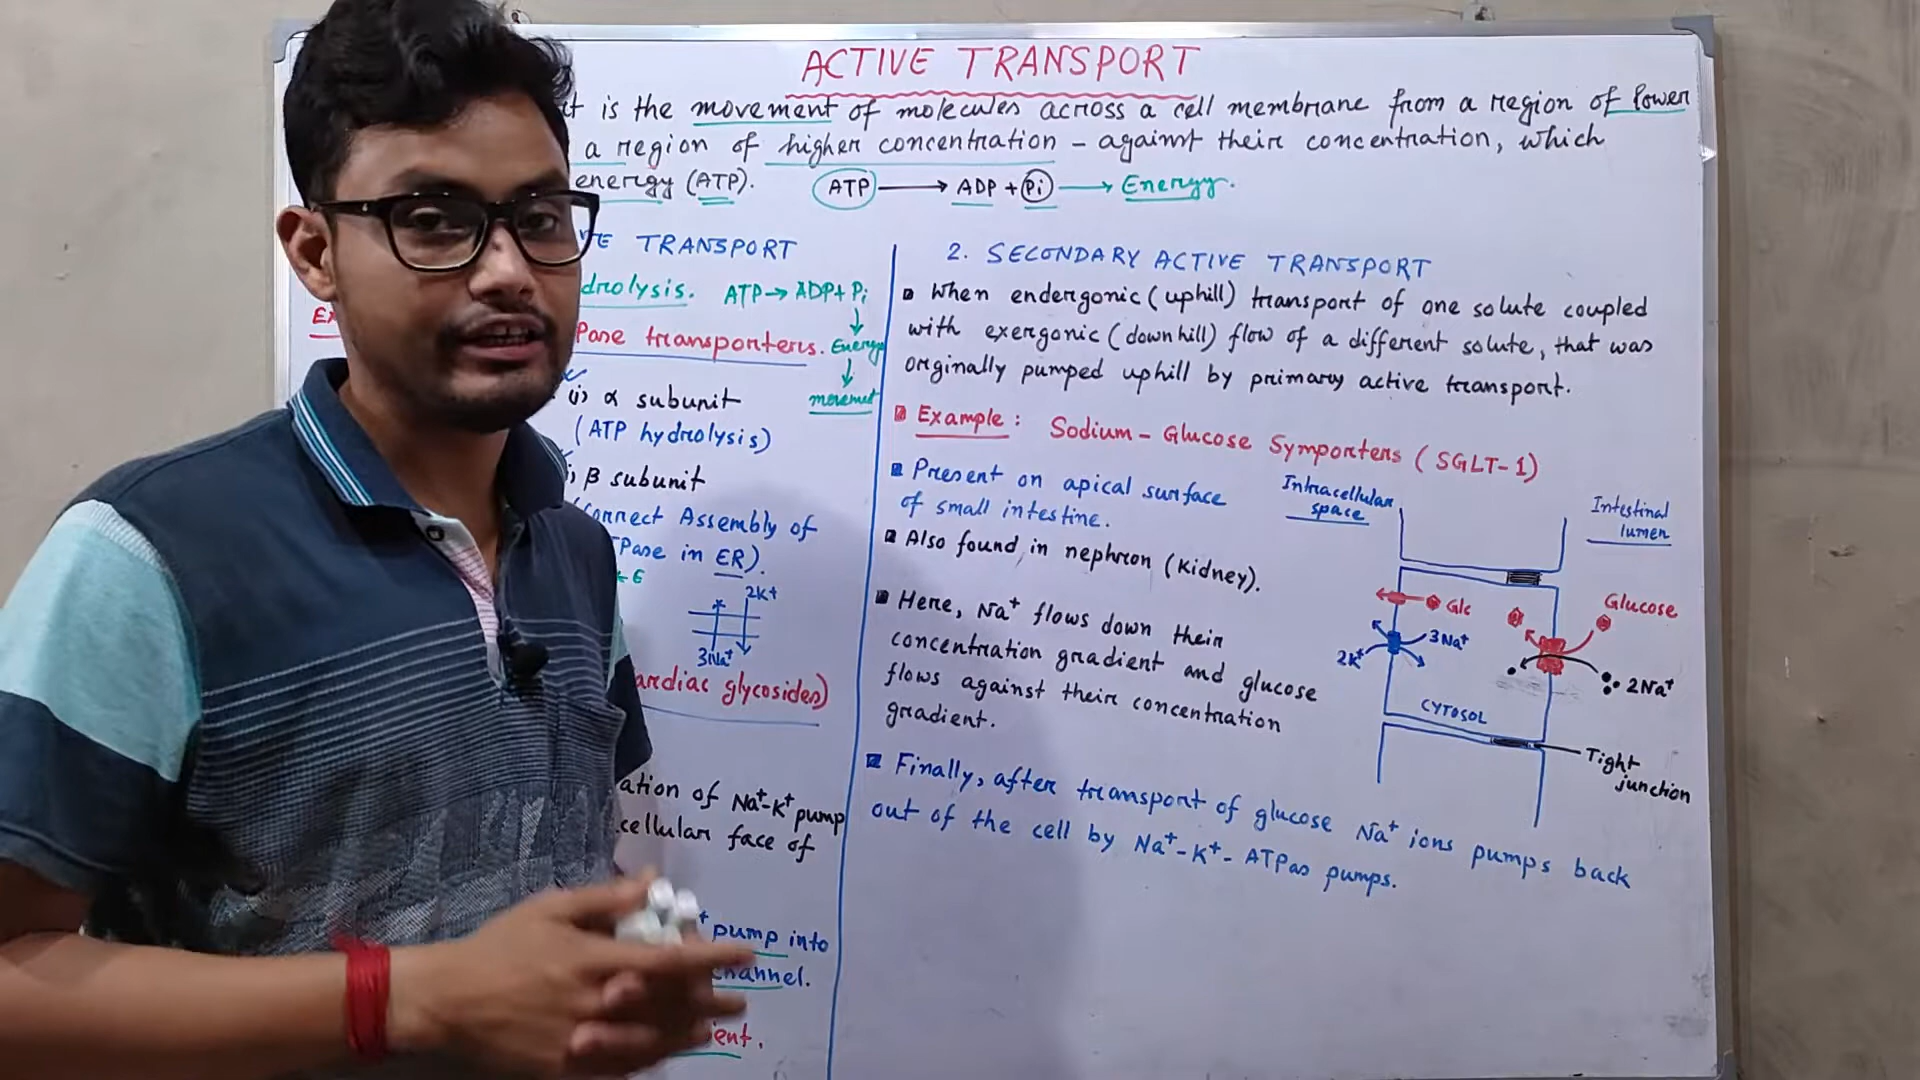 ACTIVE TRANSPORT
t is the movement of molecules across a cell membrane from a region of lower
a region of higher concentration - against their concentration, which
energy (ATP). ATP → ADP + Pi → Energy.
TRANSPORT
drolysis. ATP → ADP + Pi
Ex
Pase transporters. Energy
movemet
(i) α subunit
(ATP hydrolysis)
β subunit
(correct Assembly of
TPase in ER).
2K+
3Na+
ardiac glycosides)
ation of Na+-K+ pump
cellular face of
+ pump into
channel.
ient.
2. SECONDARY ACTIVE TRANSPORT
When endergonic (uphill) transport of one solute coupled
with exergonic (downhill) flow of a different solute, that was
originally pumped uphill by primary active transport.
Example : Sodium - Glucose Symporters (SGLT-1)
Present on apical surface
of small intestine.
Also found in nephron (Kidney).
Here, Na+ flows down their
concentration gradient and glucose
flows against their concentration
gradient.
Finally, after transport of glucose Na+ ions pumps back
out of the cell by Na+-K+- ATPas pumps.
Intracellular
space
Intestinal
lumen
Glc
Glucose
3Na+
2K+
2Na+
CYTOSOL
Tight
junction